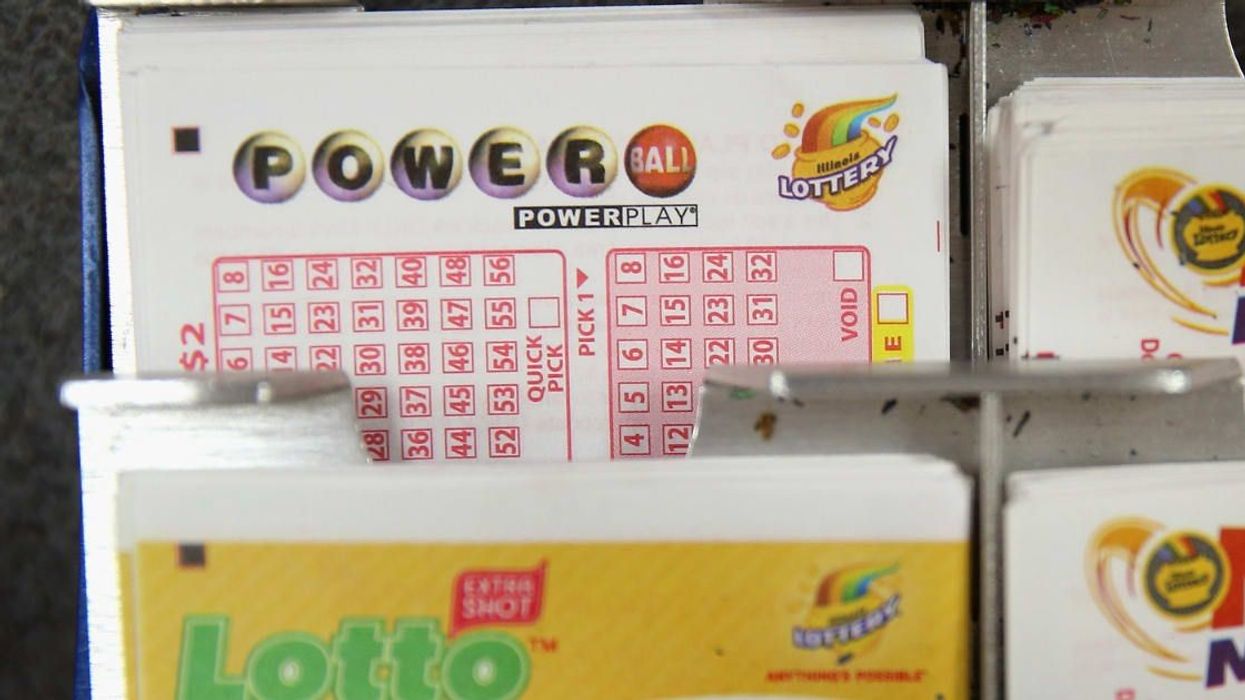 POWER BALL
POWERPLAY®
Illinois
LOTTERY
$2
8 16 24 32 40 48 56
7 15 23 31 39 47 55
6 14 22 30 38 46 54
29 37 45 53
28 36 44 52
QUICK PICK
PICK 1
8 16 24 32
7 15 23 31
6 14 22 30
5 13
4 12
VOID
EXTRA SHOT
Lotto™
LOTTERY
ANYTHING'S POSSIBLE